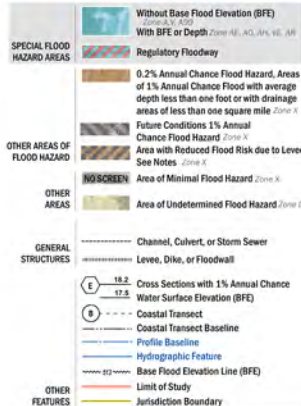 Without Base Flood Elevation (BFE)
Zone A,V, A99
With BFE or Depth Zone AE, AO, AH, VE, AR
SPECIAL FLOOD
HAZARD AREAS
Regulatory Floodway
0.2% Annual Chance Flood Hazard, Areas
of 1% Annual Chance Flood with average
depth less than one foot or with drainage
areas of less than one square mile Zone X
Future Conditions 1% Annual
Chance Flood Hazard Zone X
OTHER AREAS OF
FLOOD HAZARD
Area with Reduced Flood Risk due to Levee
See Notes Zone X
NO SCREEN Area of Minimal Flood Hazard Zone X
OTHER
AREAS
Area of Undetermined Flood Hazard Zone D
GENERAL
STRUCTURES
Channel, Culvert, or Storm Sewer
Levee, Dike, or Floodwall
E 18.2 Cross Sections with 1% Annual Chance
17.5 Water Surface Elevation (BFE)
8 Coastal Transect
Coastal Transect Baseline
Profile Baseline
Hydrographic Feature
513 Base Flood Elevation Line (BFE)
OTHER
FEATURES
Limit of Study
Jurisdiction Boundary